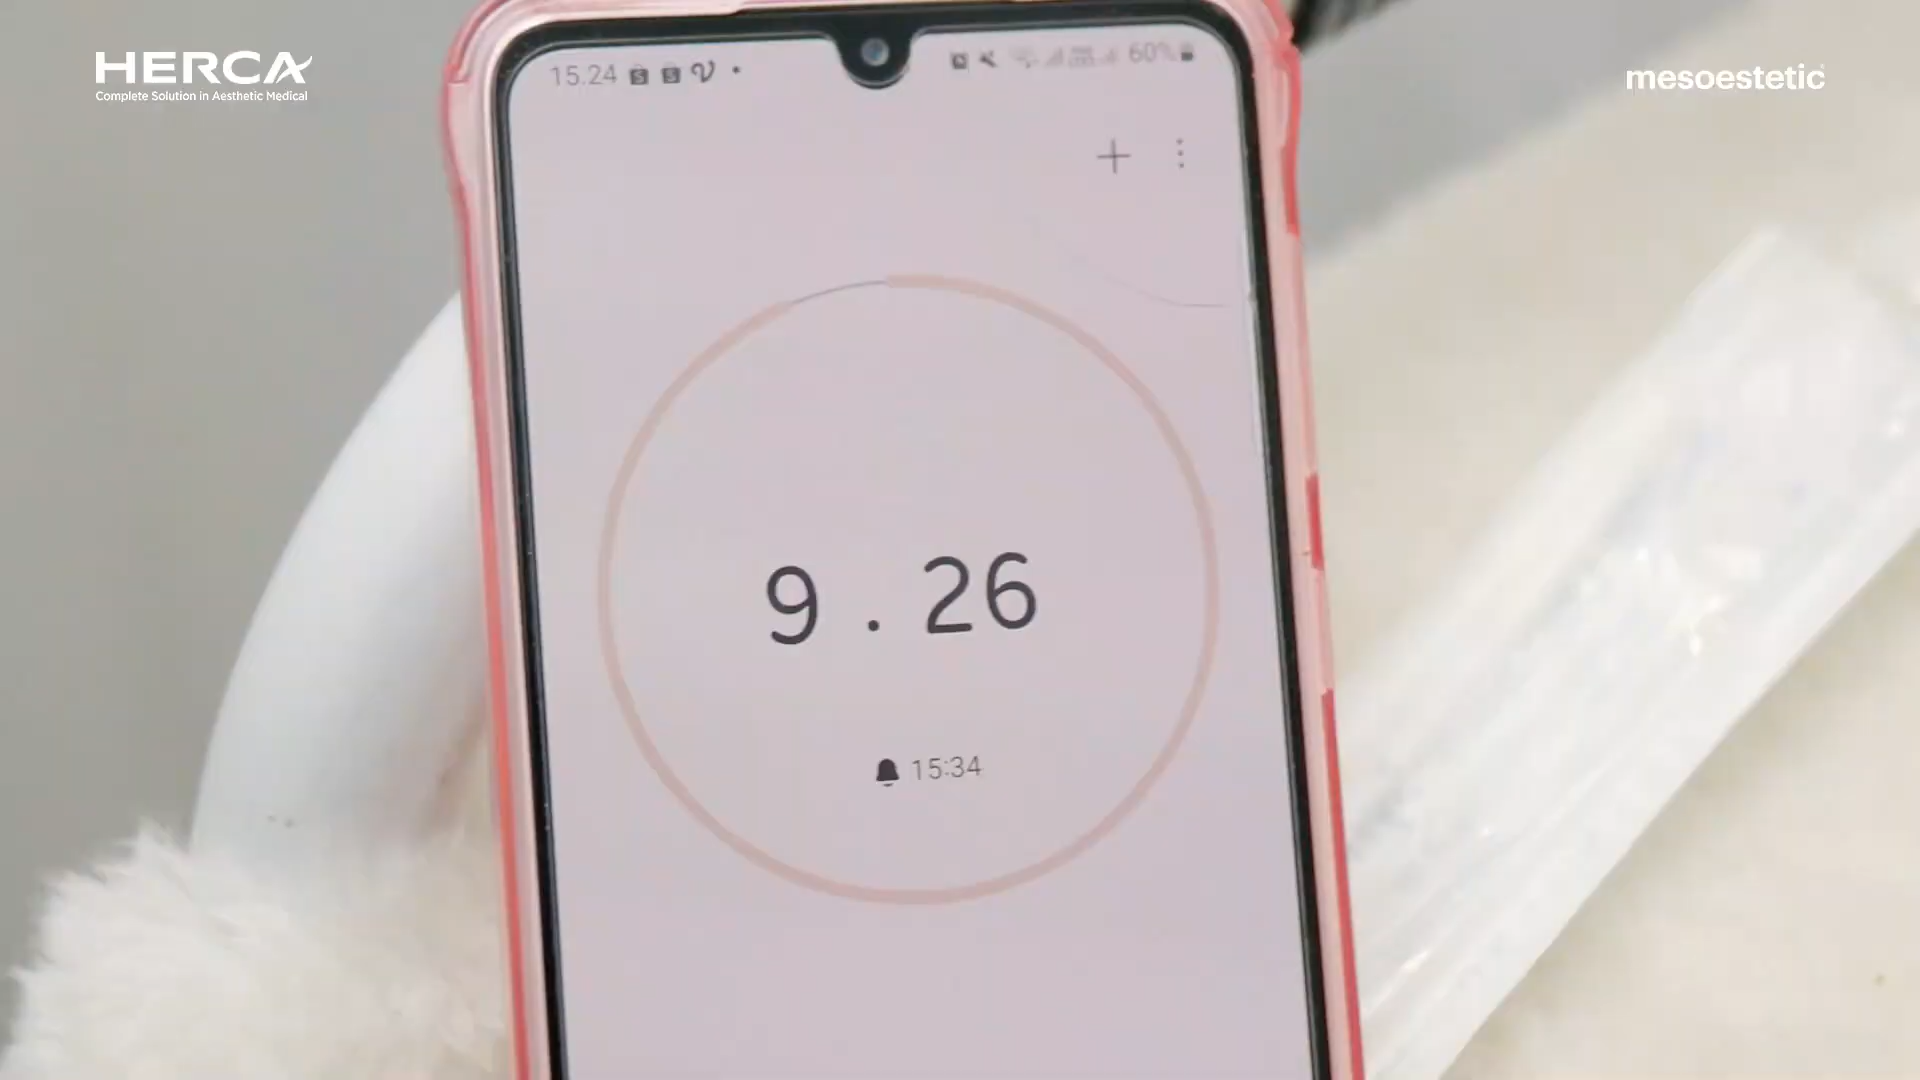 HERCA
Complete Solution in Aesthetic Medical
mesoestetic
15.24
60%
9 . 26
15:34